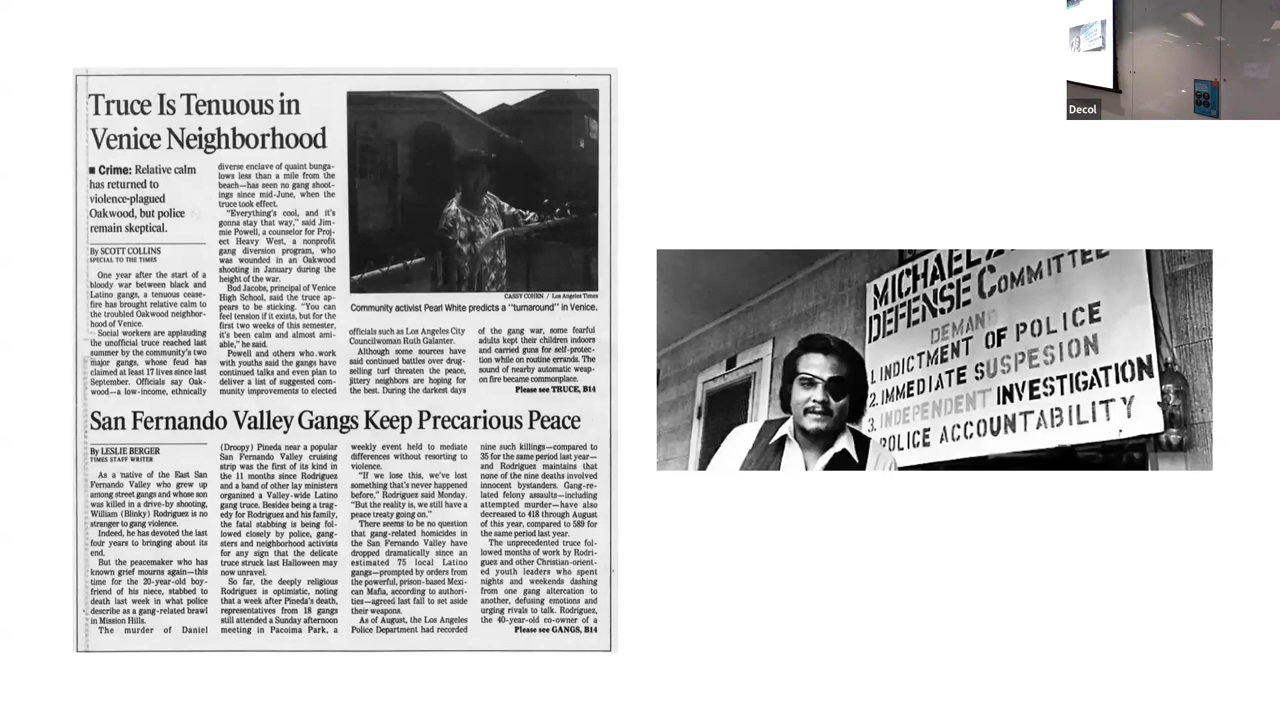 Truce Is Tenuous in
Venice Neighborhood
■ Crime: Relative calm
has returned to
violence-plagued
Oakwood, but police
remain skeptical.
By SCOTT COLLINS
SPECIAL TO THE TIMES
One year after the start of a
bloody war between black and
Latino gangs, a tenuous cease-
fire has brought relative calm to
the troubled Oakwood neighbor-
hood of Venice.
Social workers are applauding
the unofficial truce reached last
summer by the community's two
major gangs, whose feud has
claimed at least 17 lives since last
September. Officials say Oak-
wood—a low-income, ethnically
diverse enclave of quaint bunga-
lows less than a mile from the
beach—has seen no gang shoot-
ings since mid-June, when the
truce took effect.
"Everything's cool, and it's
gonna stay that way," said Jim-
mie Powell, a counselor for Proj-
ect Heavy West, a nonprofit
gang diversion program, who
was wounded in an Oakwood
shooting in January during the
height of the war.
Bud Jacobs, principal of Venice
High School, said the truce ap-
pears to be sticking. "You can
feel tension if it exists, but for the
first two weeks of this semester,
it's been calm and almost ami-
able," he said.
Powell and others who work
with youths said the gangs have
continued talks and even plan to
deliver a list of suggested com-
munity improvements to elected
CASSY COHEN / Los Angeles Times
Community activist Pearl White predicts a "turnaround" in Venice.
officials such as Los Angeles City
Councilwoman Ruth Galanter.
Although some sources have
said continued battles over drug-
selling turf threaten the peace,
jittery neighbors are hoping for
the best. During the darkest days
of the gang war, some fearful
adults kept their children indoors
and carried guns for self-protec-
tion while on routine errands. The
sound of nearby automatic weap-
on fire became commonplace.
Please see TRUCE, B14
San Fernando Valley Gangs Keep Precarious Peace
By LESLIE BERGER
TIMES STAFF WRITER
As a native of the East San
Fernando Valley who grew up
among street gangs and whose son
was killed in a drive-by shooting,
William (Blinky) Rodriguez is no
stranger to gang violence.
Indeed, he has devoted the last
four years to bringing about its
end.
But the peacemaker who has
known grief mourns again—this
time for the 20-year-old boy-
friend of his niece, stabbed to
death last week in what police
describe as a gang-related brawl
in Mission Hills.
The murder of Daniel
(Droopy) Pineda near a popular
San Fernando Valley cruising
strip was the first of its kind in
the 11 months since Rodriguez
and a band of other lay ministers
organized a Valley-wide Latino
gang truce. Besides being a trag-
edy for Rodriguez and his family,
the fatal stabbing is being fol-
lowed closely by police, gang-
sters and neighborhood activists
for any sign that the delicate
truce struck last Halloween may
now unravel.
So far, the deeply religious
Rodriguez is optimistic, noting
that a week after Pineda's death,
representatives from 18 gangs
still attended a Sunday afternoon
meeting in Pacoima Park, a
weekly event held to mediate
differences without resorting to
violence.
"If we lose this, we've lost
something that's never happened
before," Rodriguez said Monday.
"But the reality is, we still have a
peace treaty going on."
There seems to be no question
that gang-related homicides in
the San Fernando Valley have
dropped dramatically since an
estimated 75 local Latino
gangs—prompted by orders from
the powerful, prison-based Mexi-
can Mafia, according to authori-
ties—agreed last fall to set aside
their weapons.
As of August, the Los Angeles
Police Department had recorded
nine such killings—compared to
35 for the same period last year—
and Rodriguez maintains that
none of the nine deaths involved
innocent bystanders. Gang-re-
lated felony assaults—including
attempted murder—have also
decreased to 418 through August
of this year, compared to 589 for
the same period last year.
The unprecedented truce fol-
lowed months of work by Rodri-
guez and other Christian-orient-
ed youth leaders who spent
nights and weekends dashing
from one gang altercation to
another, defusing emotions and
urging rivals to talk. Rodriguez,
the 40-year-old co-owner of a
Please see GANGS, B14
MICHAEL
DEFENSE COMMITTEE
DEMAN
1. INDICTMENT OF POLICE
2. IMMEDIATE SUSPESION
3. INDEPENDENT INVESTIGATION
POLICE ACCOUNTABILITY
Decol